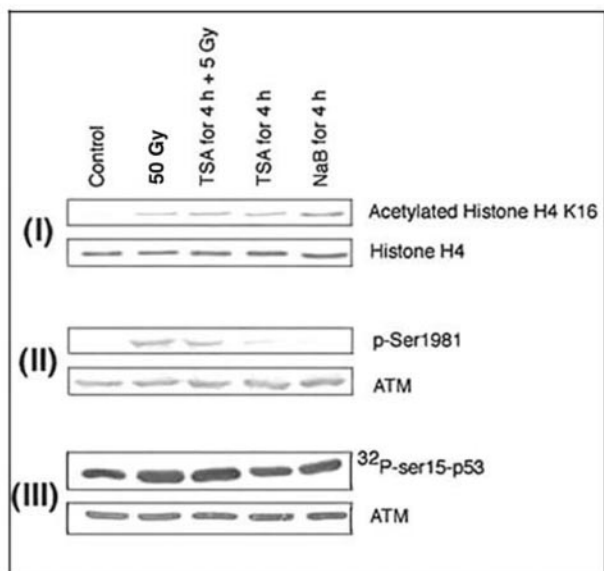 Control
50 Gy
TSA for 4 h + 5 Gy
TSA for 4 h
NaB for 4 h
(I)
Acetylated Histone H4 K16
Histone H4
(II)
p-Ser1981
ATM
(III)
32P-ser15-p53
ATM